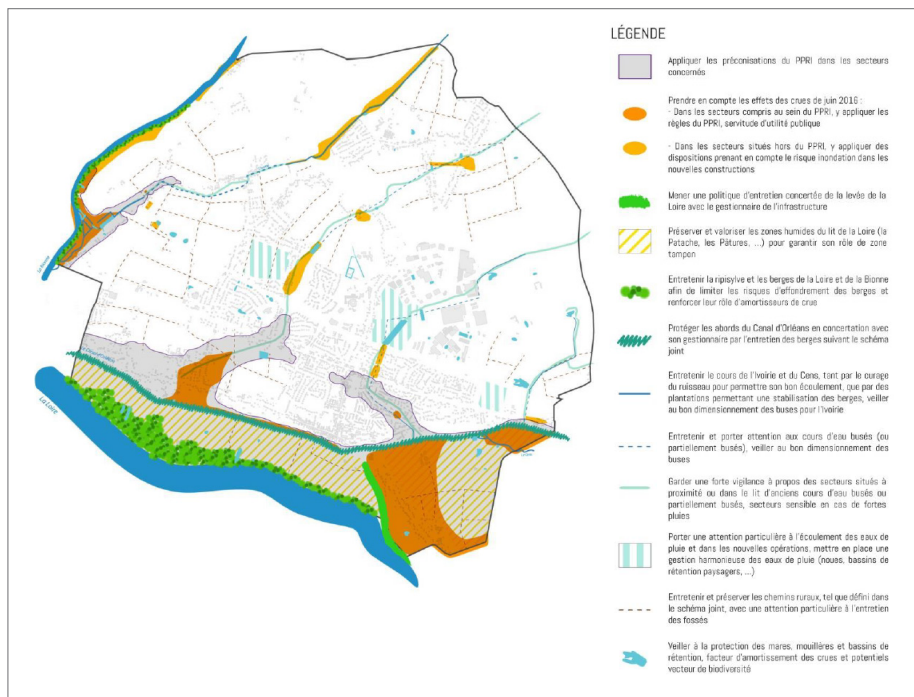 LÉGENDE
Appliquer les préconisations du PPRI dans les secteurs
concernés
Prendre en compte les effets des crues de juin 2016 :
- Dans les secteurs compris au sein du PPRI, y appliquer les
règles du PPRI, servitude d'utilité publique
- Dans les secteurs situés hors du PPRI, y appliquer des
dispositions prenant en compte le risque inondation dans les
nouvelles constructions
Mener une politique d'entretien concertée de la levée de la
Loire avec le gestionnaire de l'infrastructure
Préserver et valoriser les zones humides du lit de la Loire (la
Patache, les Pâtures, ...) pour garantir son rôle de zone
tampon
Entretenir la ripisylve et les berges de la Loire et de la Bionne
afin de limiter les risques d'effondrement des berges et
renforcer leur rôle d'amortisseurs de crue
Protéger les abords du Canal d'Orléans en concertation avec
son gestionnaire par l'entretien des berges suivant le schéma
joint
Entretenir le cours de l'Ivoirie et du Cens, tant par le curage
du ruisseau pour permettre son bon écoulement, que par des
plantations permettant une stabilisation des berges, veiller
au bon dimensionnement des buses pour l'Ivoirie
Entretenir et porter attention aux cours d'eau busés (ou
partiellement busés), veiller au bon dimensionnement des
buses
Garder une forte vigilance à propos des secteurs situés à
proximité ou dans le lit d'anciens cours d'eau busés ou
partiellement busés, secteurs sensible en cas de fortes
pluies
Porter une attention particulière à l'écoulement des eaux de
pluie et dans les nouvelles opérations, mettre en place une
gestion harmonieuse des eaux de pluie (noues, bassins de
rétention paysagers, ...)
Entretenir et préserver les chemins ruraux, tel que défini dans
le schéma joint, avec une attention particulière à l'entretien
des fossés
Veiller à la protection des mares, mouillères et bassins de
rétention, facteur d'amortissement des crues et potentiels
vecteur de biodiversité
La Loire